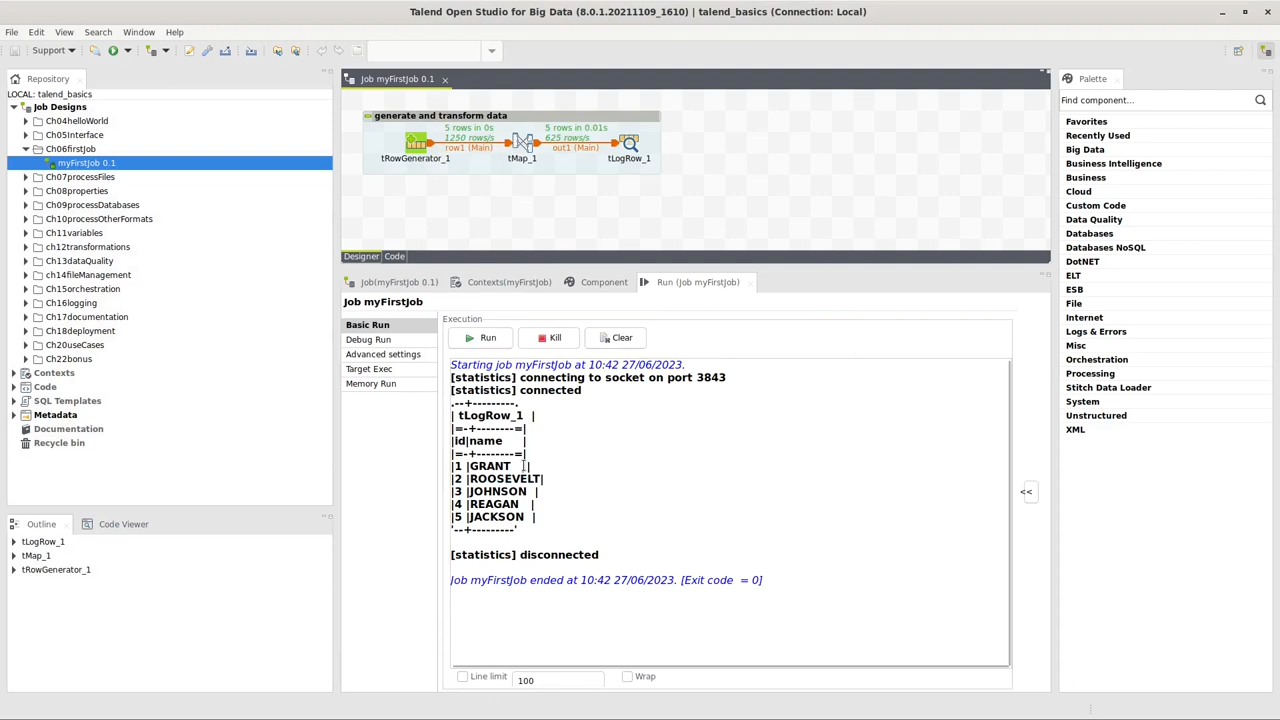 Talend Open Studio for Big Data (8.0.1.20211109_1610) | talend_basics (Connection: Local)
File Edit View Search Window Help
Support
Repository
LOCAL: talend_basics
Job Designs
Ch04helloWorld
Ch05Interface
Ch06firstJob
myFirstJob 0.1
Ch07processFiles
Ch08properties
Ch09processDatabases
Ch10processOtherFormats
Ch11variables
ch12transformations
Ch13dataQuality
ch14fileManagement
Ch15orchestration
Ch16logging
Ch17documentation
Ch18deployment
Ch20useCases
Ch22bonus
Contexts
Code
SQL Templates
Metadata
Documentation
Recycle bin
Outline Code Viewer
tLogRow_1
tMap_1
tRowGenerator_1
Job myFirstJob 0.1
generate and transform data
5 rows in 0s 5 rows in 0.01s
1250 rows/s 625 rows/s
row1 (Main) out1 (Main)
tRowGenerator_1 tMap_1 tLogRow_1
Designer Code
Job(myFirstJob 0.1) Contexts(myFirstJob) Component Run (Job myFirstJob)
Job myFirstJob
Basic Run
Debug Run
Advanced settings
Target Exec
Memory Run
Execution
Run Kill Clear
Starting job myFirstJob at 10:42 27/06/2023.
[statistics] connecting to socket on port 3843
[statistics] connected
.--+---------.
| tLogRow_1 |
|=-+--------=|
|id|name |
|=-+--------=|
|1 |GRANT |
|2 |ROOSEVELT|
|3 |JOHNSON |
|4 |REAGAN |
|5 |JACKSON |
'--+---------'
[statistics] disconnected
Job myFirstJob ended at 10:42 27/06/2023. [Exit code = 0]
<<
Line limit 100 Wrap
Palette
Find component...
Favorites
Recently Used
Big Data
Business Intelligence
Business
Cloud
Custom Code
Data Quality
Databases
Databases NoSQL
DotNET
ELT
ESB
File
Internet
Logs & Errors
Misc
Orchestration
Processing
Stitch Data Loader
System
Unstructured
XML